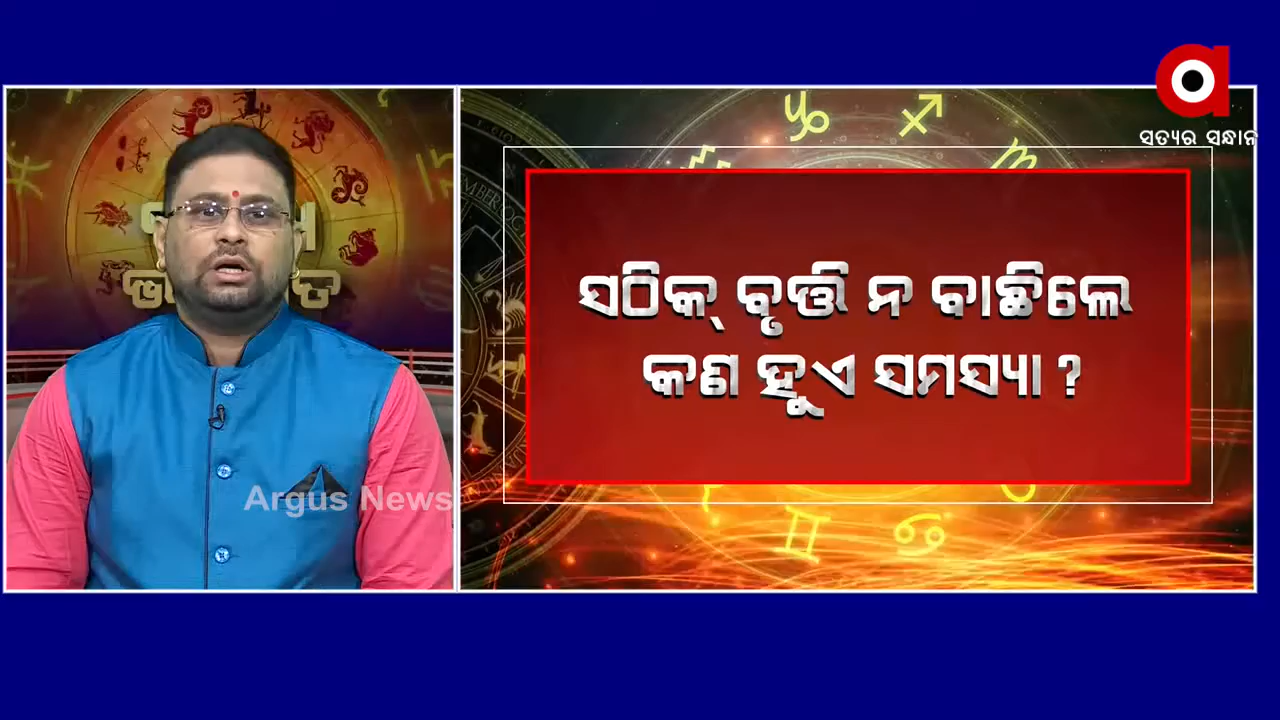 ସତ୍ୟର ସନ୍ଧାନ
ସଠିକ୍ ବୃତ୍ତି ନ ବାଛିଲେ
କଣ ହୁଏ ସମସ୍ୟା ?
Argus News